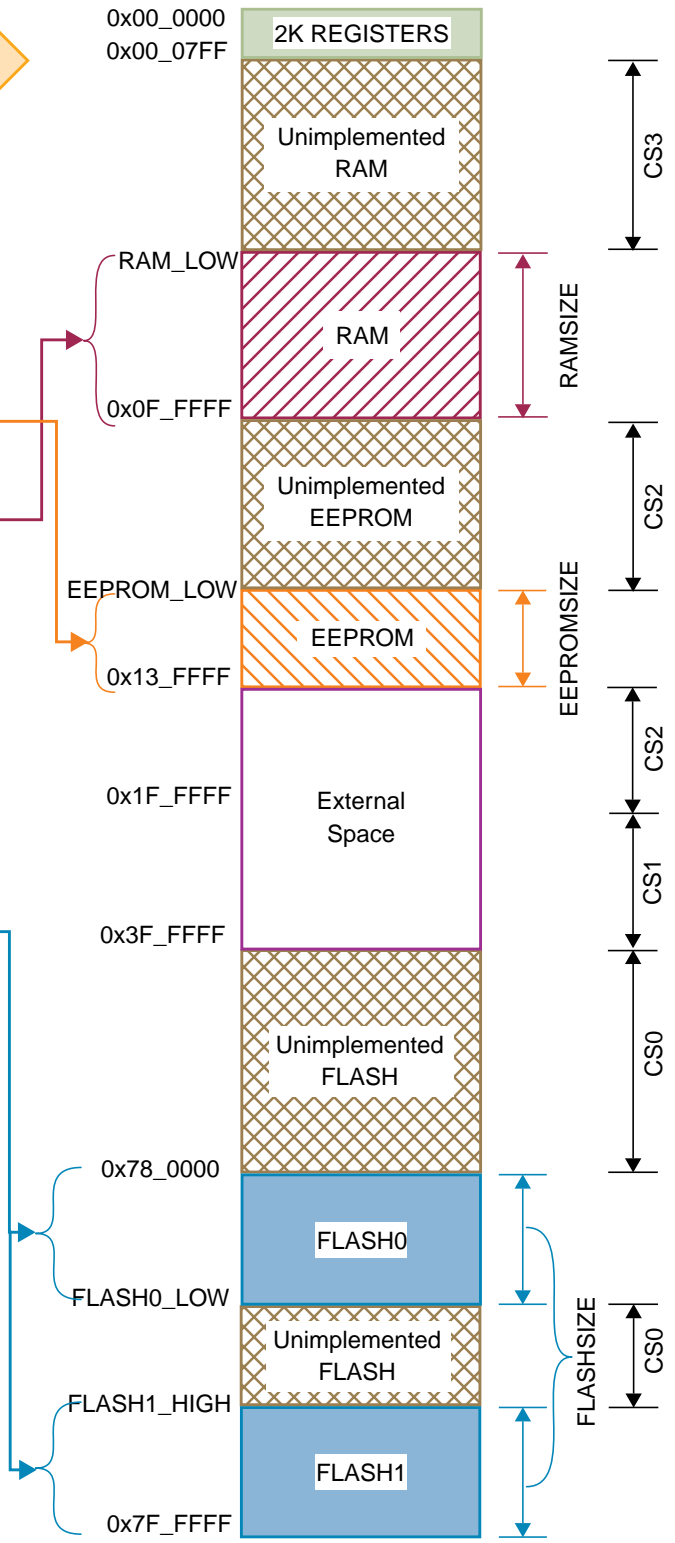 0x00_0000
2K REGISTERS
0x00_07FF
Unimplemented
RAM
CS3
RAM_LOW
RAM
RAMSIZE
0x0F_FFFF
Unimplemented
EEPROM
CS2
EEPROM_LOW
EEPROM
EEPROMSIZE
0x13_FFFF
CS2
0x1F_FFFF
External
Space
CS1
0x3F_FFFF
Unimplemented
FLASH
CS0
0x78_0000
FLASH0
FLASH0_LOW
Unimplemented
FLASH
FLASHSIZE
CS0
FLASH1_HIGH
FLASH1
0x7F_FFFF